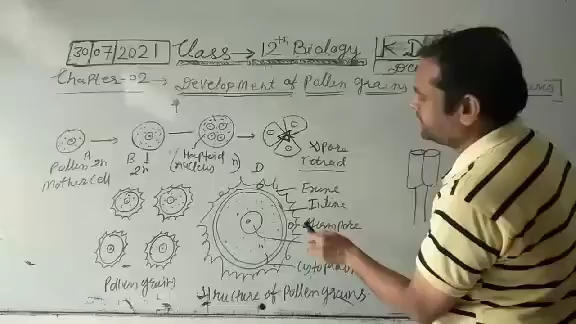 30/07/2021 Class → 12th Biology
Chapter-02 → Development of Pollen grains
Pollen
Mother Cell
A
2n
B
2n
Haploid
nucleus
n
Spore
Tetrad
D
Exine
Intine
Cytoplasm
Pollen grains
Structure of Pollen grains